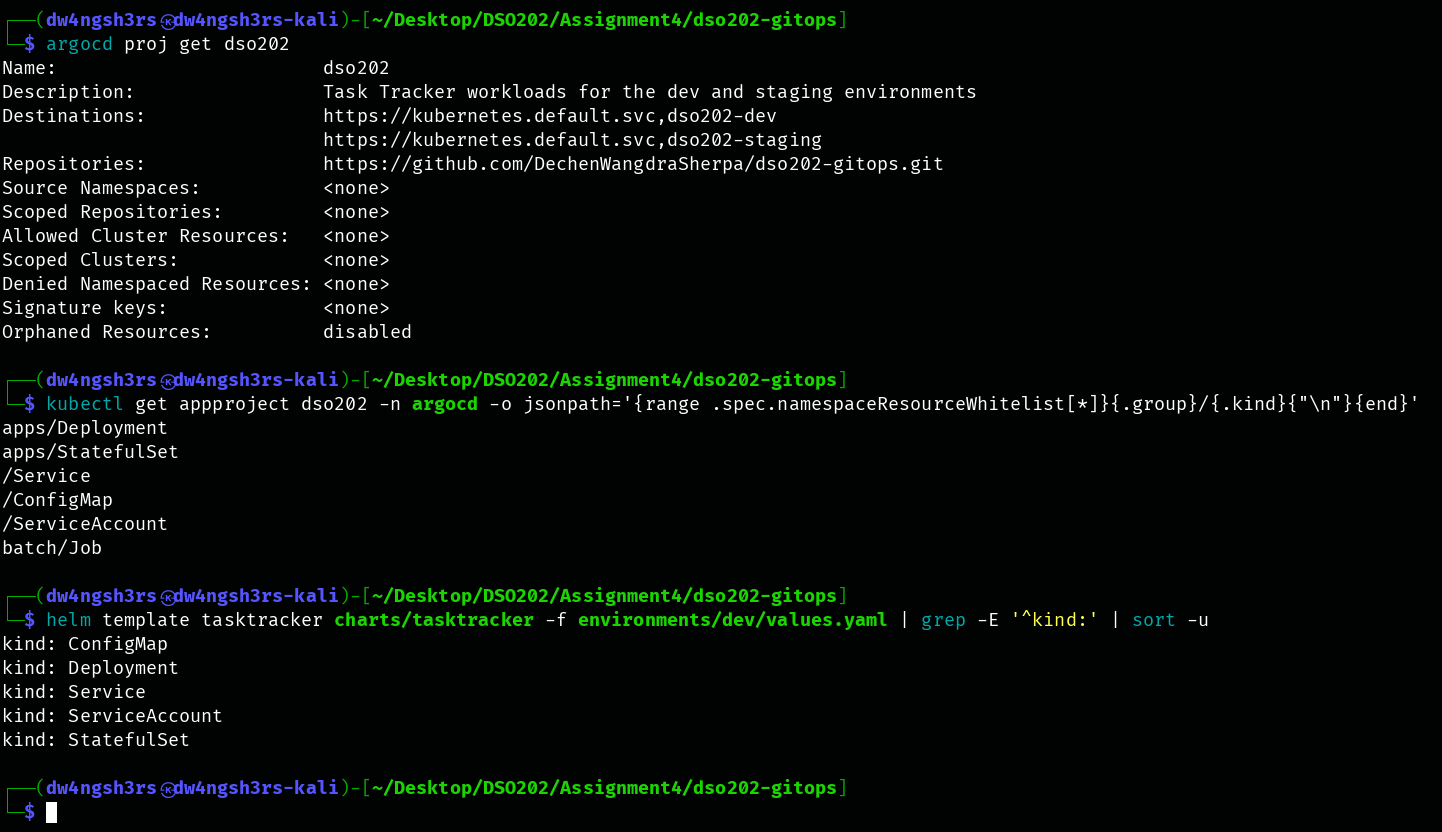 ┌──(dw4ngsh3rs㉿dw4ngsh3rs-kali)-[~/Desktop/DSO202/Assignment4/dso202-gitops]
└─$ argocd proj get dso202
Name:                        dso202
Description:                 Task Tracker workloads for the dev and staging environments
Destinations:                https://kubernetes.default.svc,dso202-dev
                             https://kubernetes.default.svc,dso202-staging
Repositories:                https://github.com/DechenWangdraSherpa/dso202-gitops.git
Source Namespaces:           <none>
Scoped Repositories:         <none>
Allowed Cluster Resources:   <none>
Scoped Clusters:             <none>
Denied Namespaced Resources: <none>
Signature keys:              <none>
Orphaned Resources:          disabled
┌──(dw4ngsh3rs㉿dw4ngsh3rs-kali)-[~/Desktop/DSO202/Assignment4/dso202-gitops]
└─$ kubectl get appproject dso202 -n argocd -o jsonpath='{range .spec.namespaceResourceWhitelist[*]}{.group}/{.kind}{"\n"}{end}'
apps/Deployment
apps/StatefulSet
/Service
/ConfigMap
/ServiceAccount
batch/Job
┌──(dw4ngsh3rs㉿dw4ngsh3rs-kali)-[~/Desktop/DSO202/Assignment4/dso202-gitops]
└─$ helm template tasktracker charts/tasktracker -f environments/dev/values.yaml | grep -E '^kind:' | sort -u
kind: ConfigMap
kind: Deployment
kind: Service
kind: ServiceAccount
kind: StatefulSet
┌──(dw4ngsh3rs㉿dw4ngsh3rs-kali)-[~/Desktop/DSO202/Assignment4/dso202-gitops]
└─$